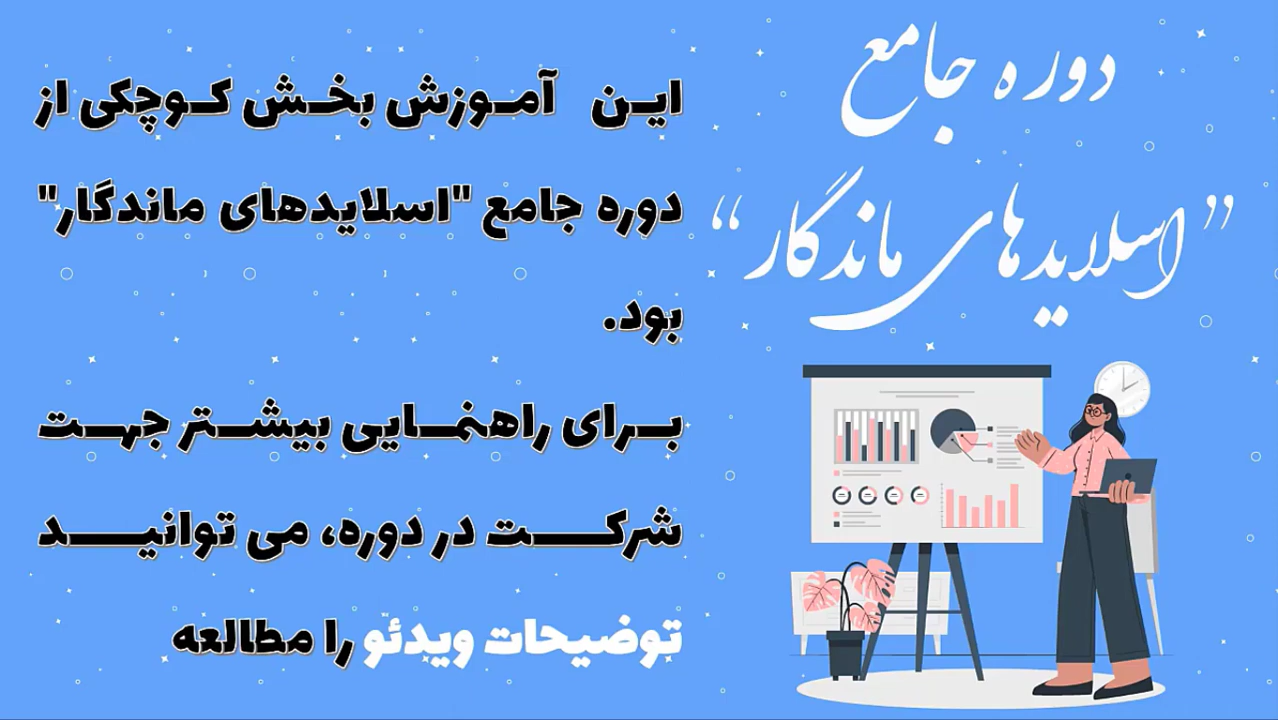 دوره جامع
"اسلایدهای ماندگار"
این آموزش بخش کوچکی از
دوره جامع "اسلایدهای ماندگار"
بود.
برای راهنمایی بیشتر جهت
شرکت در دوره، می توانید
توضیحات ویدئو را مطالعه